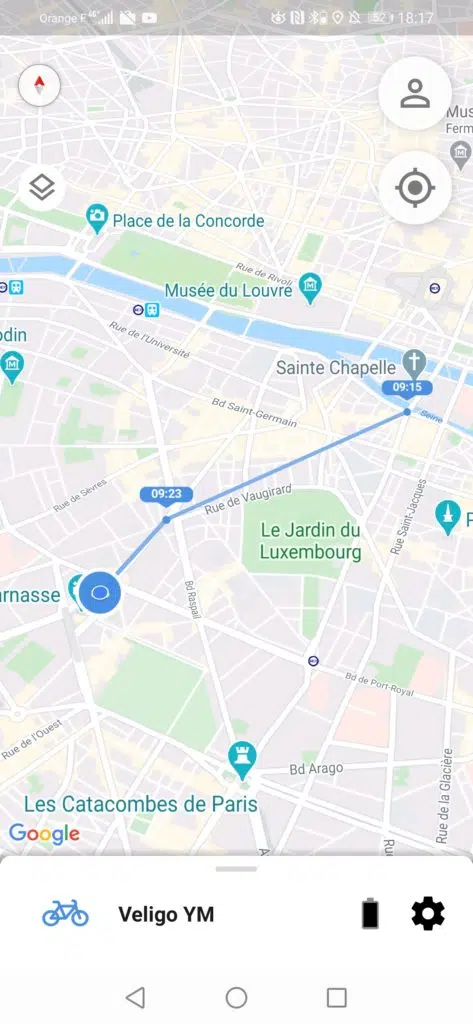 Orange F 18:17
52
Mus
Ferm
Place de la Concorde
Rue de Rivoli
Musée du Louvre
odin
Rue de l'Université
Sainte Chapelle
09:15
Seine
Bd Saint-Germain
09:23
Rue de Sèvres
Rue de Vaugirard
Rue Saint-Jacques
P
Le Jardin du
Luxembourg
arnasse
Bd Raspail
Bd de Port-Royal
Rue de l'Ouest
Bd Arago
Rue de la Glacière
Les Catacombes de Paris
A
Rue
Google
Veligo YM